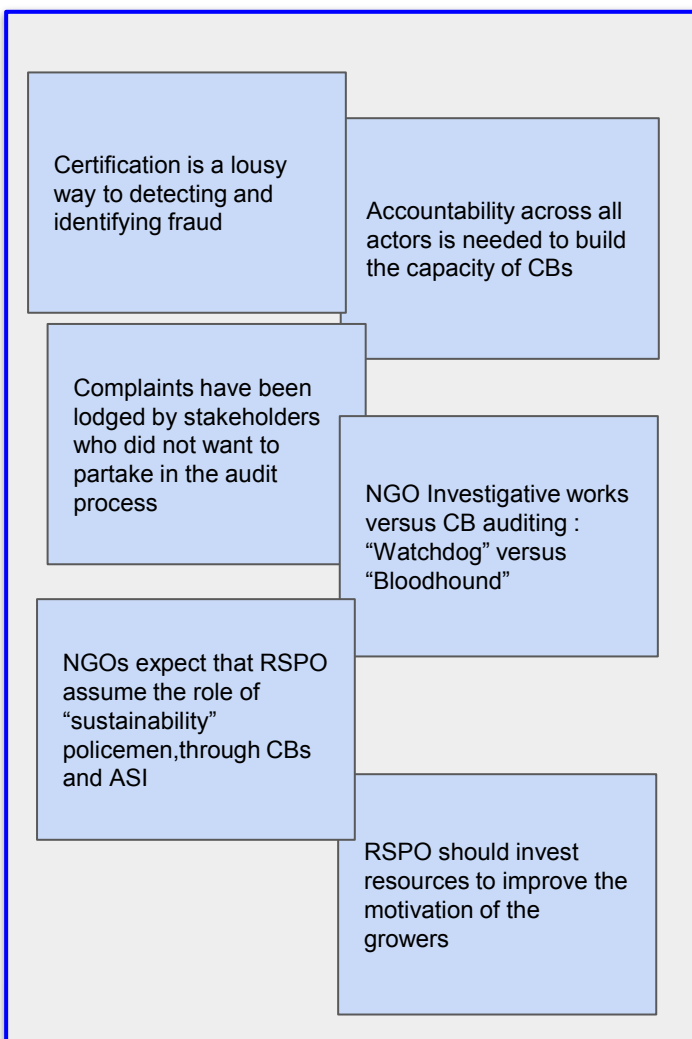 Certification is a lousy
way to detecting and
identifying fraud
Accountability across all
actors is needed to build
the capacity of CBs
Complaints have been
lodged by stakeholders
who did not want to
partake in the audit
process
NGO Investigative works
versus CB auditing :
“Watchdog” versus
“Bloodhound”
NGOs expect that RSPO
assume the role of
“sustainability”
policemen,through CBs
and ASI
RSPO should invest
resources to improve the
motivation of the
growers